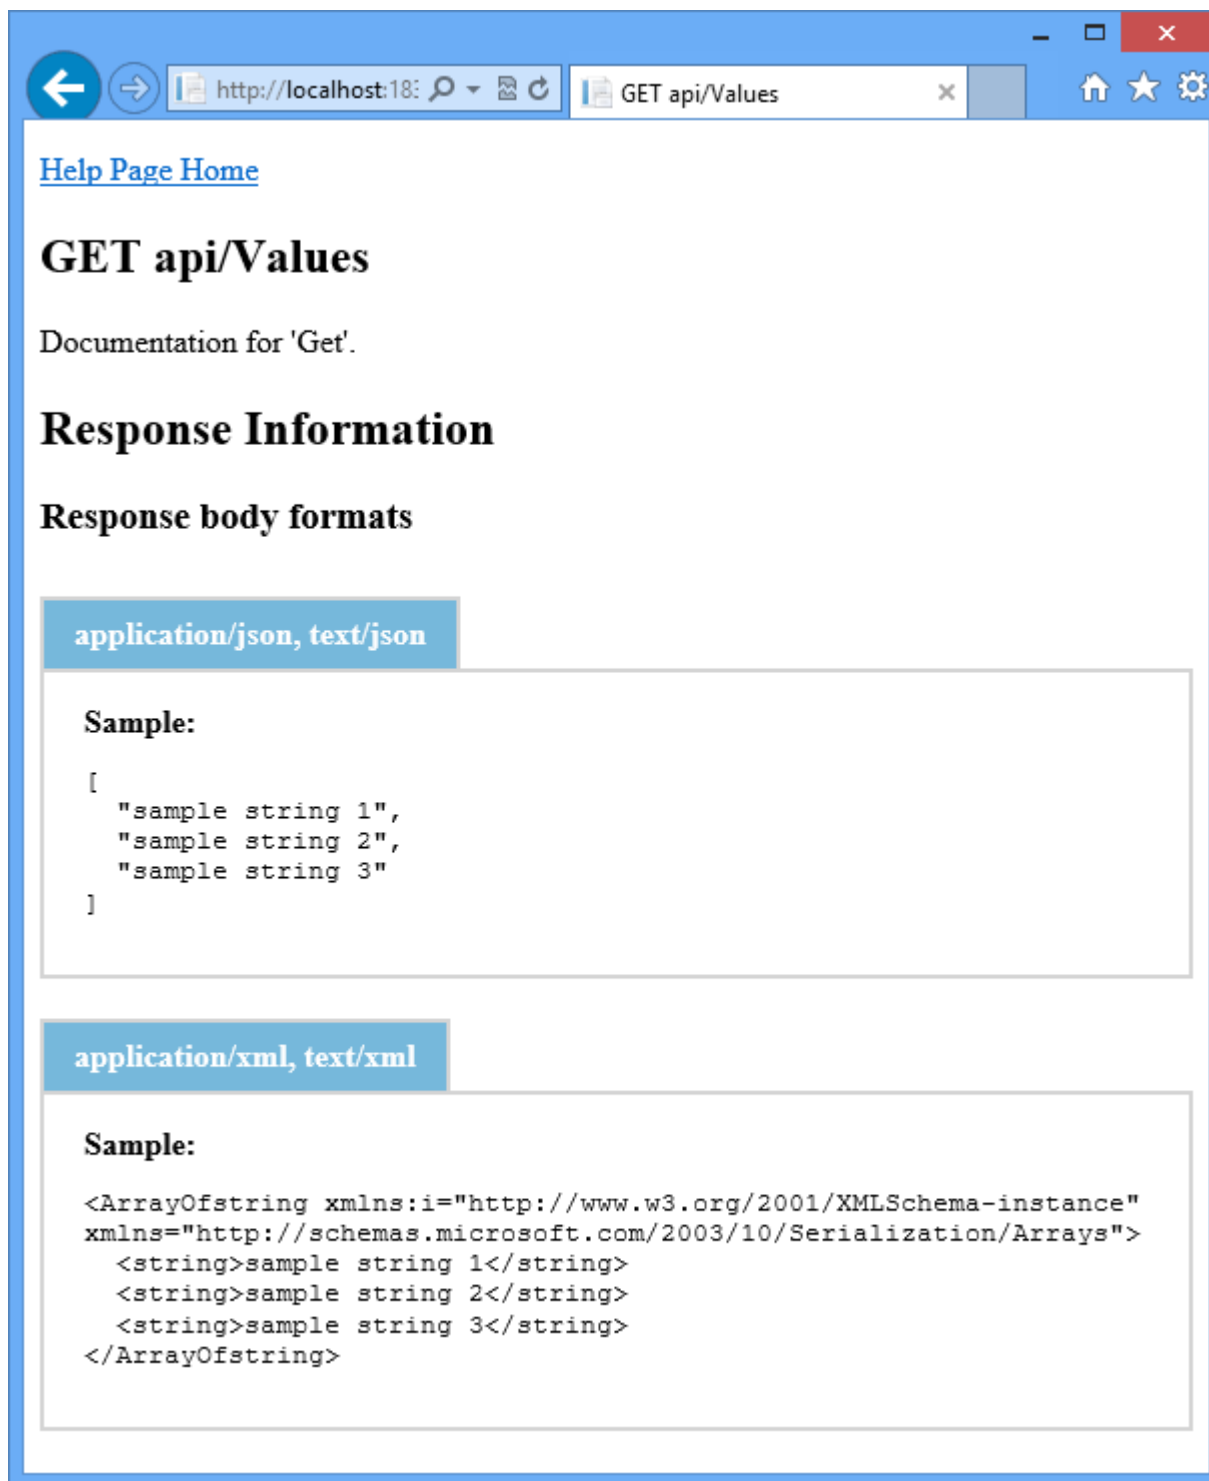 http://localhost:18
GET api/Values
Help Page Home
GET api/Values
Documentation for 'Get'.
Response Information
Response body formats
application/json, text/json
Sample:
[
  "sample string 1",
  "sample string 2",
  "sample string 3"
]
application/xml, text/xml
Sample:
<ArrayOfstring xmlns:i="http://www.w3.org/2001/XMLSchema-instance"
xmlns="http://schemas.microsoft.com/2003/10/Serialization/Arrays">
  <string>sample string 1</string>
  <string>sample string 2</string>
  <string>sample string 3</string>
</ArrayOfstring>